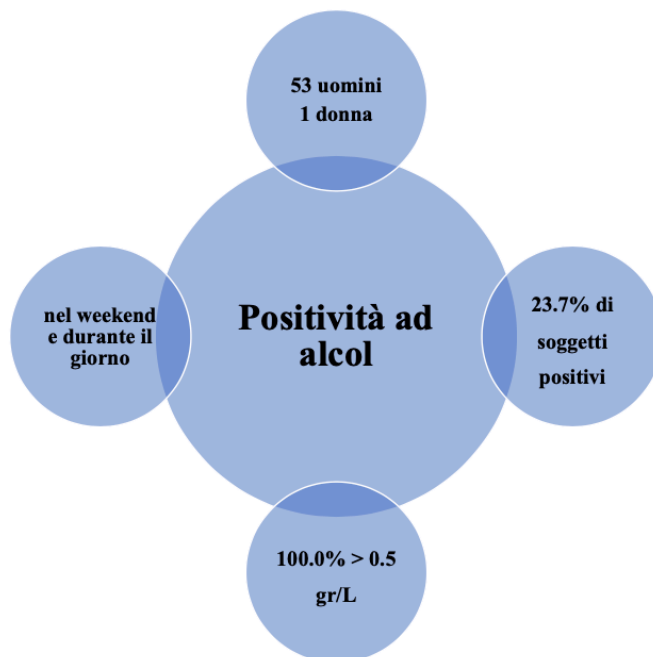 53 uomini
1 donna
Positività ad
alcol
nel weekend
e durante il
giorno
23.7% di
soggetti
positivi
100.0% > 0.5
gr/L